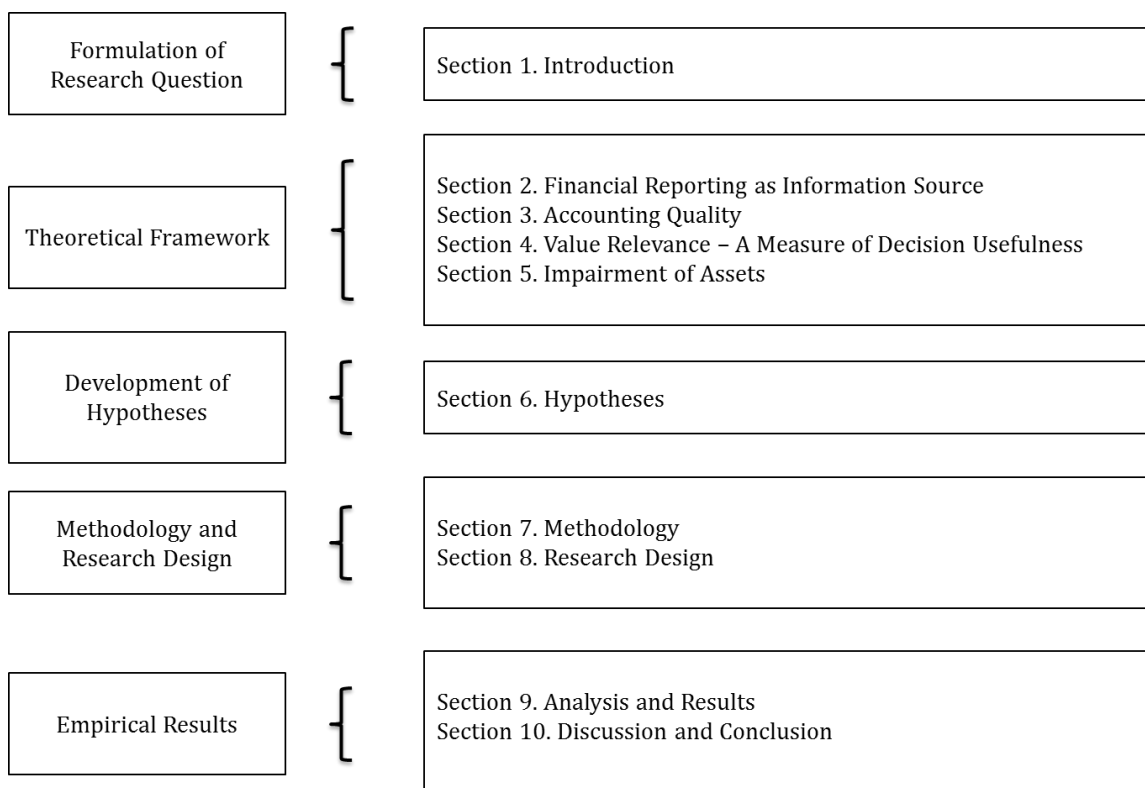 Formulation of
Research Question
Section 1. Introduction
Theoretical Framework
Section 2. Financial Reporting as Information Source
Section 3. Accounting Quality
Section 4. Value Relevance – A Measure of Decision Usefulness
Section 5. Impairment of Assets
Development of
Hypotheses
Section 6. Hypotheses
Methodology and
Research Design
Section 7. Methodology
Section 8. Research Design
Empirical Results
Section 9. Analysis and Results
Section 10. Discussion and Conclusion